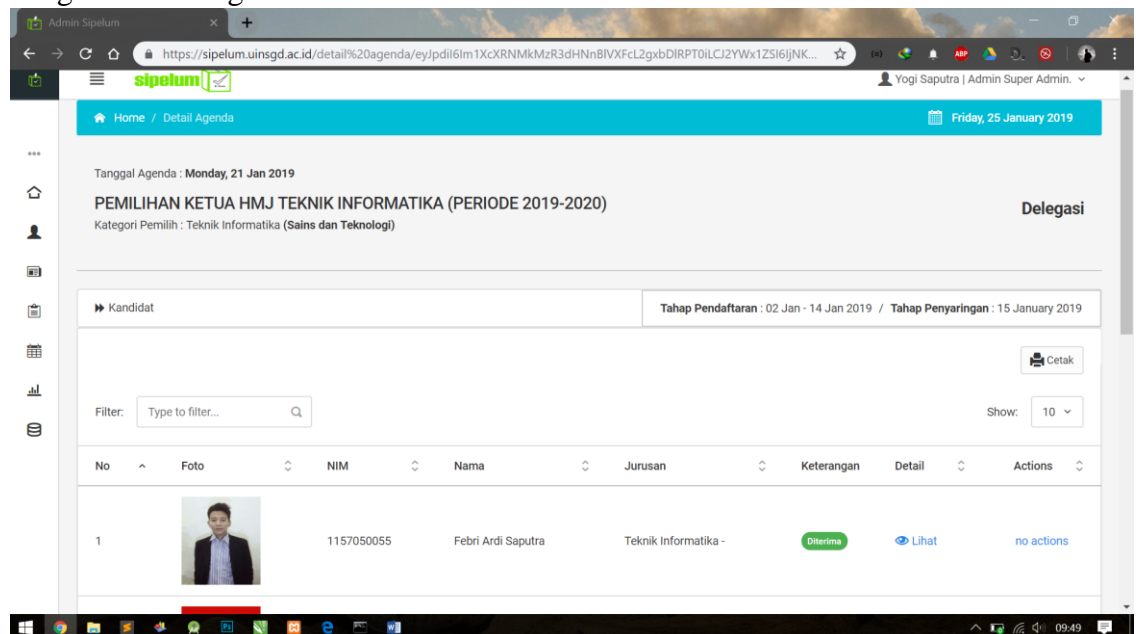 Admin Sipelum
https://sipelum.uinsgd.ac.id/detail%20agenda/
sipelum
Yogi Saputra | Admin Super Admin.
Home / Detail Agenda
Friday, 25 January 2019
Tanggal Agenda : Monday, 21 Jan 2019
PEMILIHAN KETUA HMJ TEKNIK INFORMATIKA (PERIODE 2019-2020)
Delegasi
Kategori Pemilih : Teknik Informatika (Sains dan Teknologi)
Kandidat
Tahap Pendaftaran : 02 Jan - 14 Jan 2019 / Tahap Penyaringan : 15 January 2019
Cetak
Filter: Type to filter...
Show: 10
No Foto NIM Nama Jurusan Keterangan Detail Actions
1 1157050055 Febri Ardi Saputra Teknik Informatika - Diterima Lihat no actions
09:49